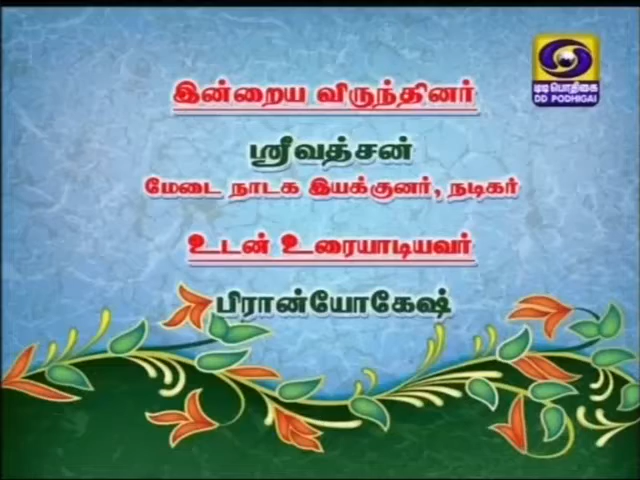 டிடி பொதிகை
DD PODHIGAI
இன்றைய விருந்தினர்
ஸ்ரீவத்சன்
மேடை நாடக இயக்குனர், நடிகர்
உடன் உரையாடியவர்
பிரான்யோகேஷ்